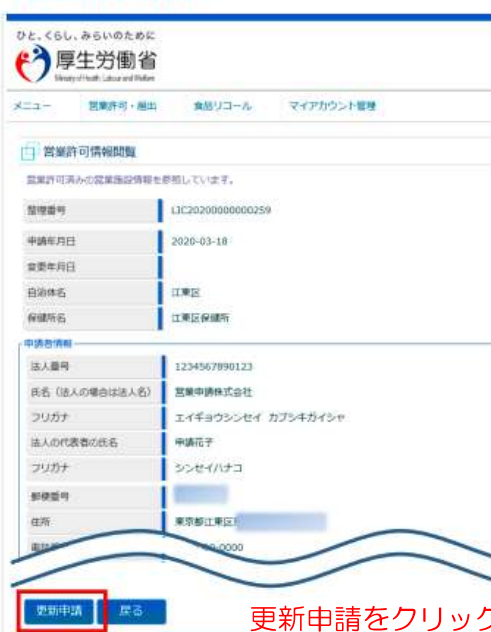 ひと、くらし、みらいのために
厚生労働省
Ministry of Health, Labour and Welfare
メニュー 営業許可・届出 食品リコール マイアカウント管理
営業許可情報閲覧
営業許可済みの営業施設情報を参照しています。
整理番号 LIC20200000000259
申請年月日 2020-03-18
変更年月日
自治体名 江東区
保健所名 江東区保健所
申請者情報
法人番号 1234567890123
氏名（法人の場合は法人名） 営業申請株式会社
フリガナ エイギョウシンセイ カブシキガイシャ
法人の代表者の氏名 申請花子
フリガナ シンセイハナコ
郵便番号
住所 東京都江東区
-0000
更新申請 戻る
更新申請をクリック